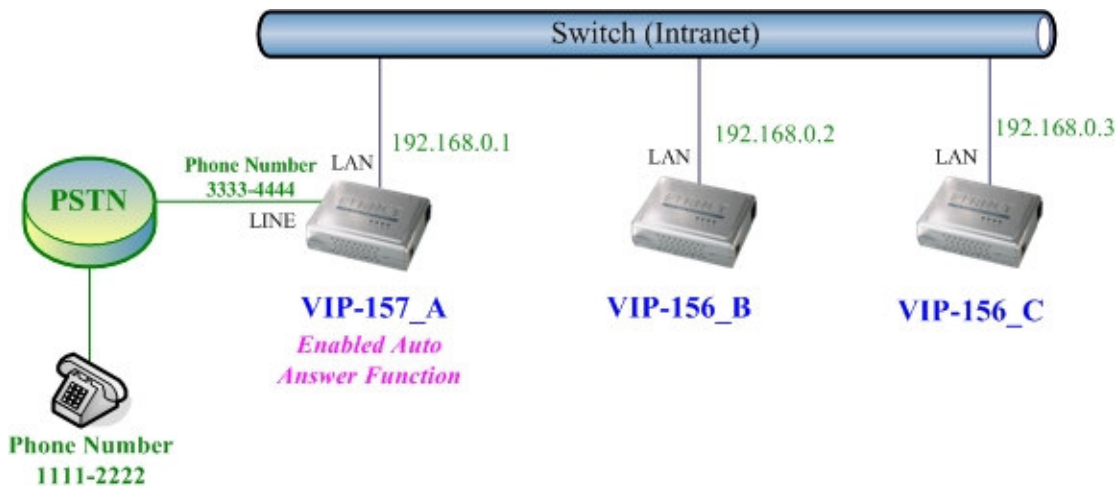 Switch (Intranet)
192.168.0.1
192.168.0.2
192.168.0.3
Phone Number
3333-4444
LAN
LAN
LAN
PSTN
LINE
VIP-157_A
Enabled Auto
Answer Function
VIP-156_B
VIP-156_C
Phone Number
1111-2222